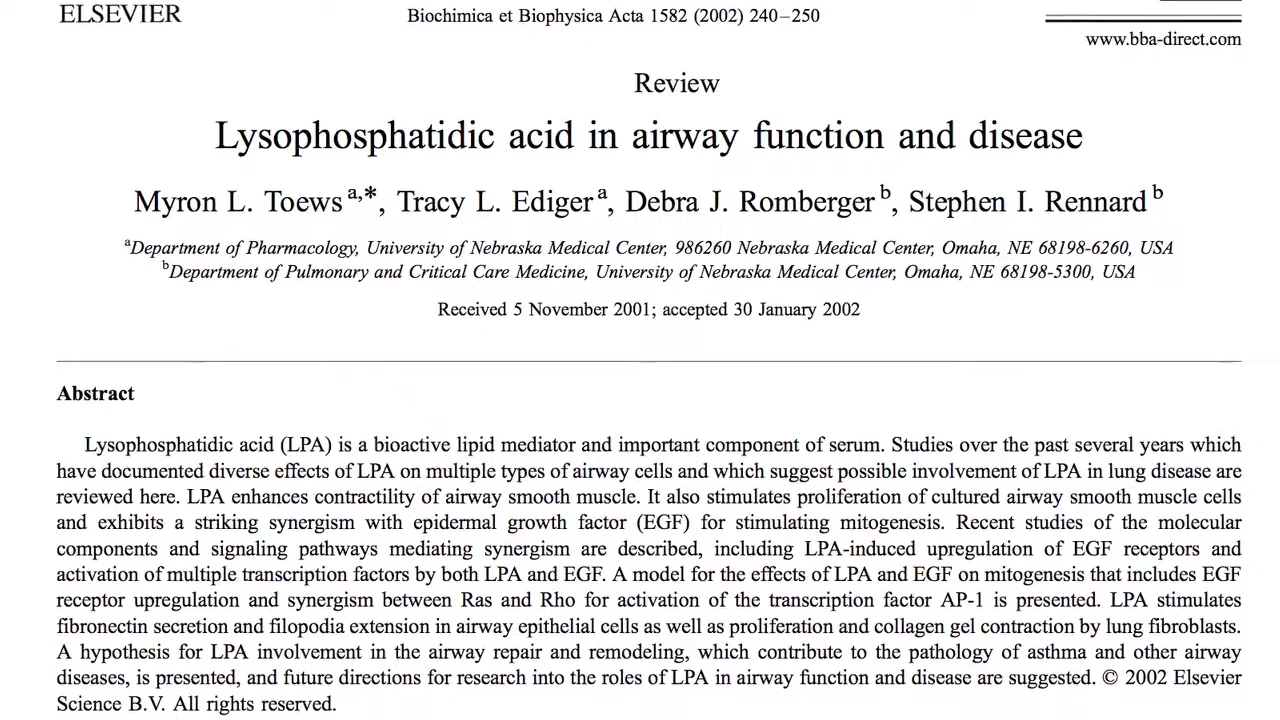 ELSEVIER
Biochimica et Biophysica Acta 1582 (2002) 240–250
www.bba-direct.com
Review
Lysophosphatidic acid in airway function and disease
Myron L. Toews a,*, Tracy L. Ediger a, Debra J. Romberger b, Stephen I. Rennard b
aDepartment of Pharmacology, University of Nebraska Medical Center, 986260 Nebraska Medical Center, Omaha, NE 68198-6260, USA
bDepartment of Pulmonary and Critical Care Medicine, University of Nebraska Medical Center, Omaha, NE 68198-5300, USA
Received 5 November 2001; accepted 30 January 2002
Abstract
Lysophosphatidic acid (LPA) is a bioactive lipid mediator and important component of serum. Studies over the past several years which
have documented diverse effects of LPA on multiple types of airway cells and which suggest possible involvement of LPA in lung disease are
reviewed here. LPA enhances contractility of airway smooth muscle. It also stimulates proliferation of cultured airway smooth muscle cells
and exhibits a striking synergism with epidermal growth factor (EGF) for stimulating mitogenesis. Recent studies of the molecular
components and signaling pathways mediating synergism are described, including LPA-induced upregulation of EGF receptors and
activation of multiple transcription factors by both LPA and EGF. A model for the effects of LPA and EGF on mitogenesis that includes EGF
receptor upregulation and synergism between Ras and Rho for activation of the transcription factor AP-1 is presented. LPA stimulates
fibronectin secretion and filopodia extension in airway epithelial cells as well as proliferation and collagen gel contraction by lung fibroblasts.
A hypothesis for LPA involvement in the airway repair and remodeling, which contribute to the pathology of asthma and other airway
diseases, is presented, and future directions for research into the roles of LPA in airway function and disease are suggested. © 2002 Elsevier
Science B.V. All rights reserved.